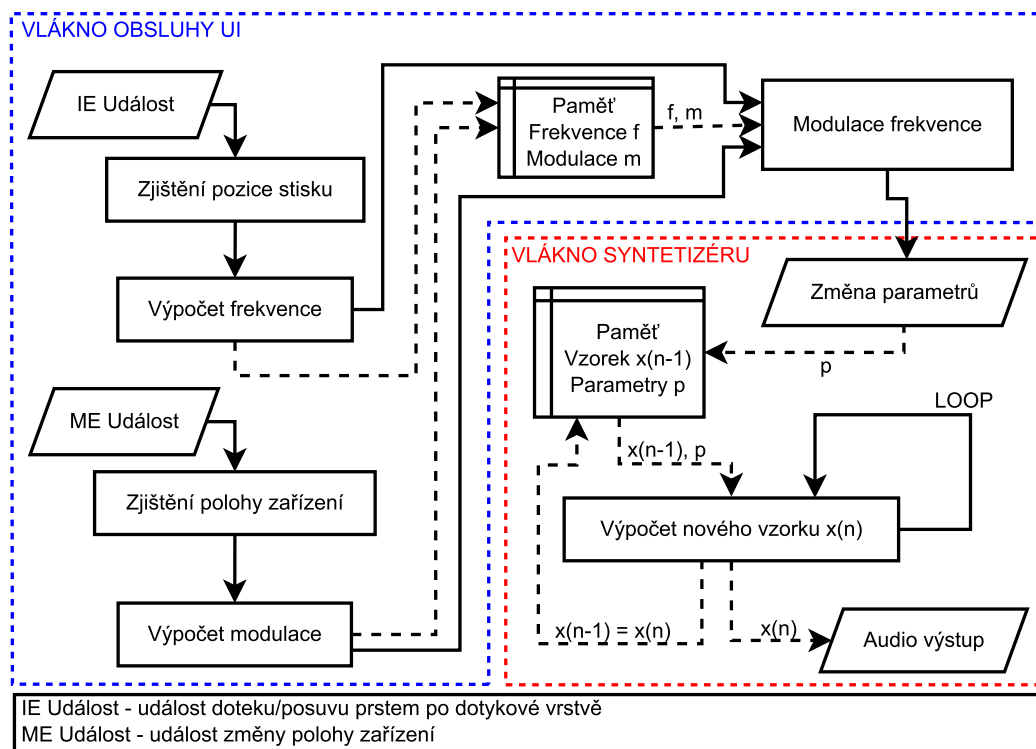 VLÁKNO OBSLUHY UI
IE Událost
Zjištění pozice stisku
Výpočet frekvence
ME Událost
Zjištění polohy zařízení
Výpočet modulace
Paměť
Frekvence f
Modulace m
f, m
Modulace frekvence
VLÁKNO SYNTETIZÉRU
Změna parametrů
p
Paměť
Vzorek x(n-1)
Parametry p
x(n-1), p
LOOP
Výpočet nového vzorku x(n)
x(n-1) = x(n)
x(n)
Audio výstup
IE Událost - událost doteku/posuvu prstem po dotykové vrstvě
ME Událost - událost změny polohy zařízení